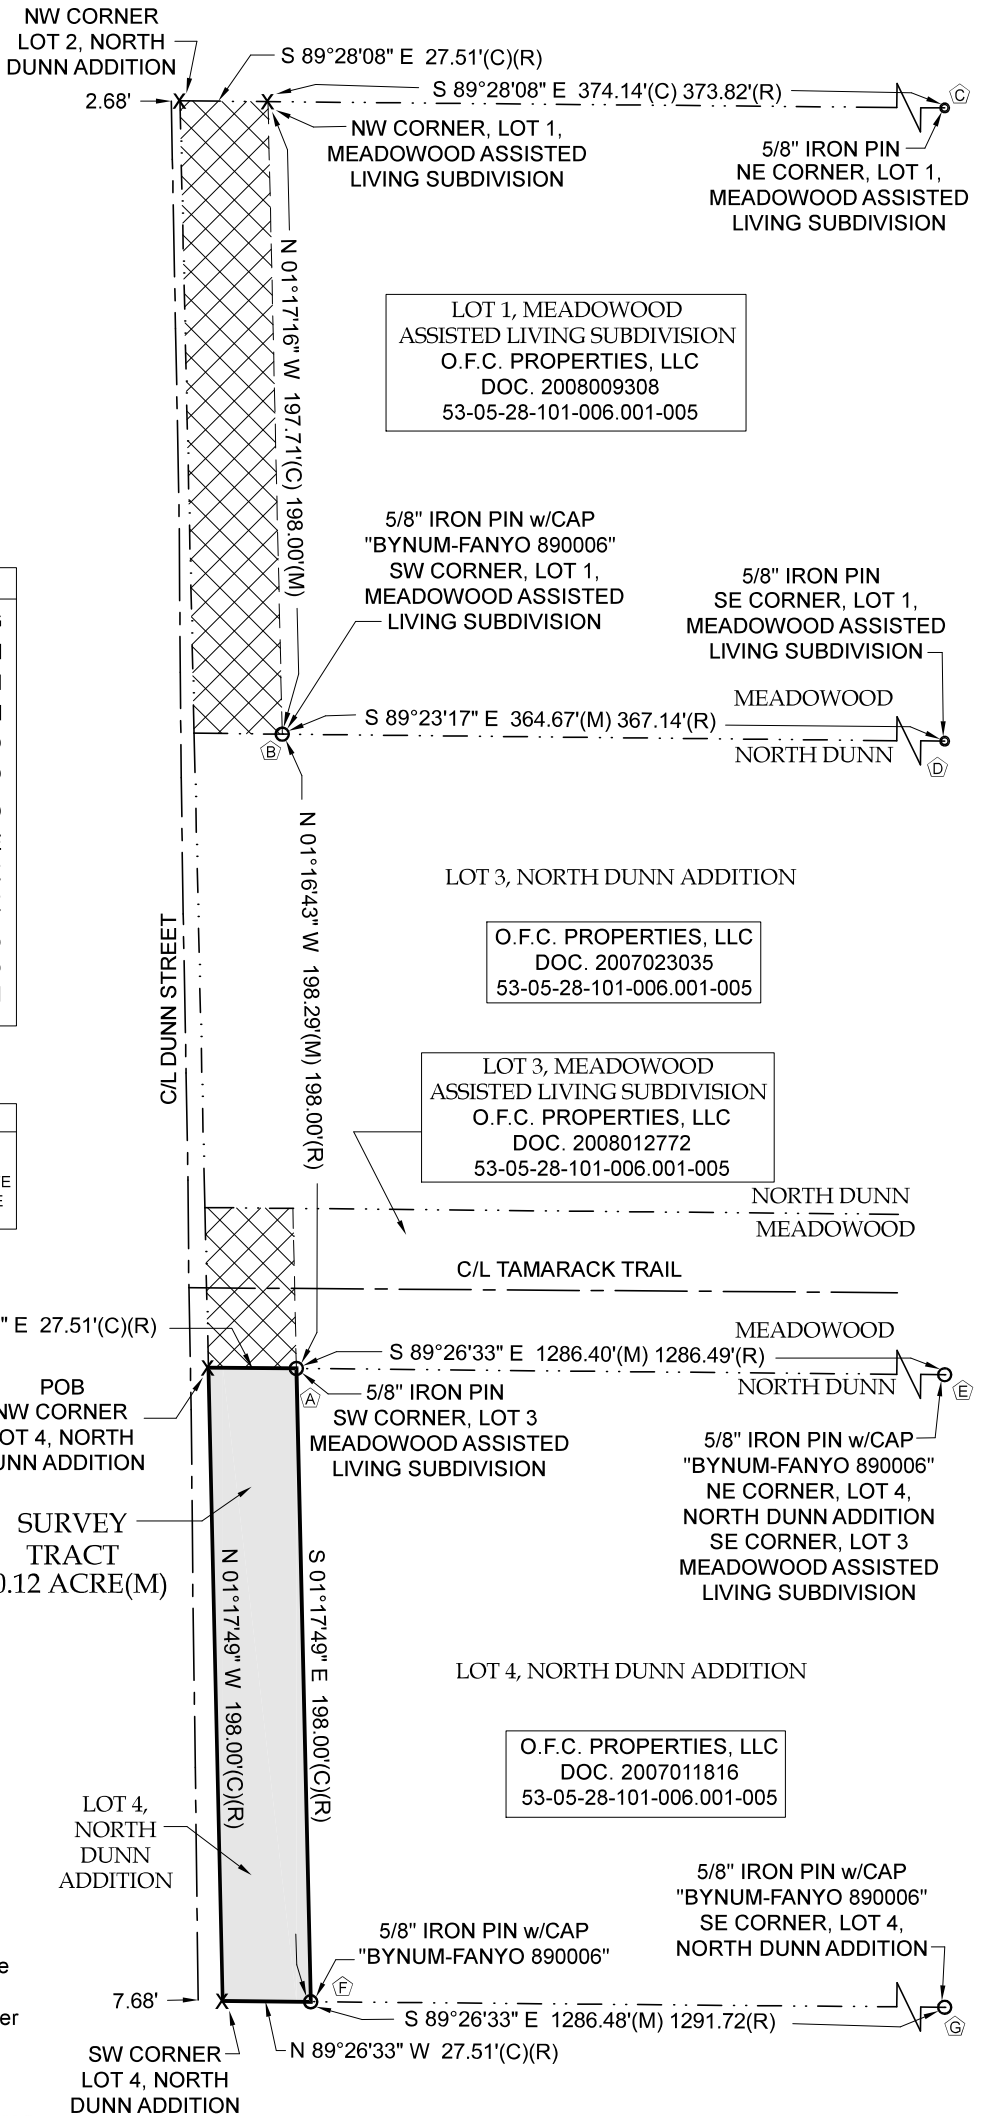 NW CORNER
LOT 2, NORTH
DUNN ADDITION
S 89°28'08" E 27.51'(C)(R)
2.68'
S 89°28'08" E 374.14'(C) 373.82'(R)
C
NW CORNER, LOT 1,
MEADOWOOD ASSISTED
LIVING SUBDIVISION
5/8" IRON PIN
NE CORNER, LOT 1,
MEADOWOOD ASSISTED
LIVING SUBDIVISION
N 01°17'16" W 197.71'(C) 198.00'(M)
LOT 1, MEADOWOOD
ASSISTED LIVING SUBDIVISION
O.F.C. PROPERTIES, LLC
DOC. 2008009308
53-05-28-101-006.001-005
5/8" IRON PIN w/CAP
"BYNUM-FANYO 890006"
SW CORNER, LOT 1,
MEADOWOOD ASSISTED
LIVING SUBDIVISION
5/8" IRON PIN
SE CORNER, LOT 1,
MEADOWOOD ASSISTED
LIVING SUBDIVISION
MEADOWOOD
S 89°23'17" E 364.67'(M) 367.14'(R)
NORTH DUNN
B
D
N 01°16'43" W 198.29'(M) 198.00'(R)
LOT 3, NORTH DUNN ADDITION
O.F.C. PROPERTIES, LLC
DOC. 2007023035
53-05-28-101-006.001-005
C/L DUNN STREET
LOT 3, MEADOWOOD
ASSISTED LIVING SUBDIVISION
O.F.C. PROPERTIES, LLC
DOC. 2008012772
53-05-28-101-006.001-005
NORTH DUNN
MEADOWOOD
C/L TAMARACK TRAIL
" E 27.51'(C)(R)
MEADOWOOD
S 89°26'33" E 1286.40'(M) 1286.49'(R)
NORTH DUNN
A
E
POB
NW CORNER
LOT 4, NORTH
DUNN ADDITION
5/8" IRON PIN
SW CORNER, LOT 3
MEADOWOOD ASSISTED
LIVING SUBDIVISION
5/8" IRON PIN w/CAP
"BYNUM-FANYO 890006"
NE CORNER, LOT 4,
NORTH DUNN ADDITION
SE CORNER, LOT 3
MEADOWOOD ASSISTED
LIVING SUBDIVISION
SURVEY
TRACT
0.12 ACRE(M)
N 01°17'49" W 198.00'(C)(R)
S 01°17'49" E 198.00'(C)(R)
LOT 4, NORTH DUNN ADDITION
O.F.C. PROPERTIES, LLC
DOC. 2007011816
53-05-28-101-006.001-005
LOT 4,
NORTH
DUNN
ADDITION
5/8" IRON PIN w/CAP
"BYNUM-FANYO 890006"
SE CORNER, LOT 4,
NORTH DUNN ADDITION
5/8" IRON PIN w/CAP
"BYNUM-FANYO 890006"
F
7.68'
S 89°26'33" E 1286.48'(M) 1291.72(R)
G
N 89°26'33" W 27.51'(C)(R)
SW CORNER
LOT 4, NORTH
DUNN ADDITION